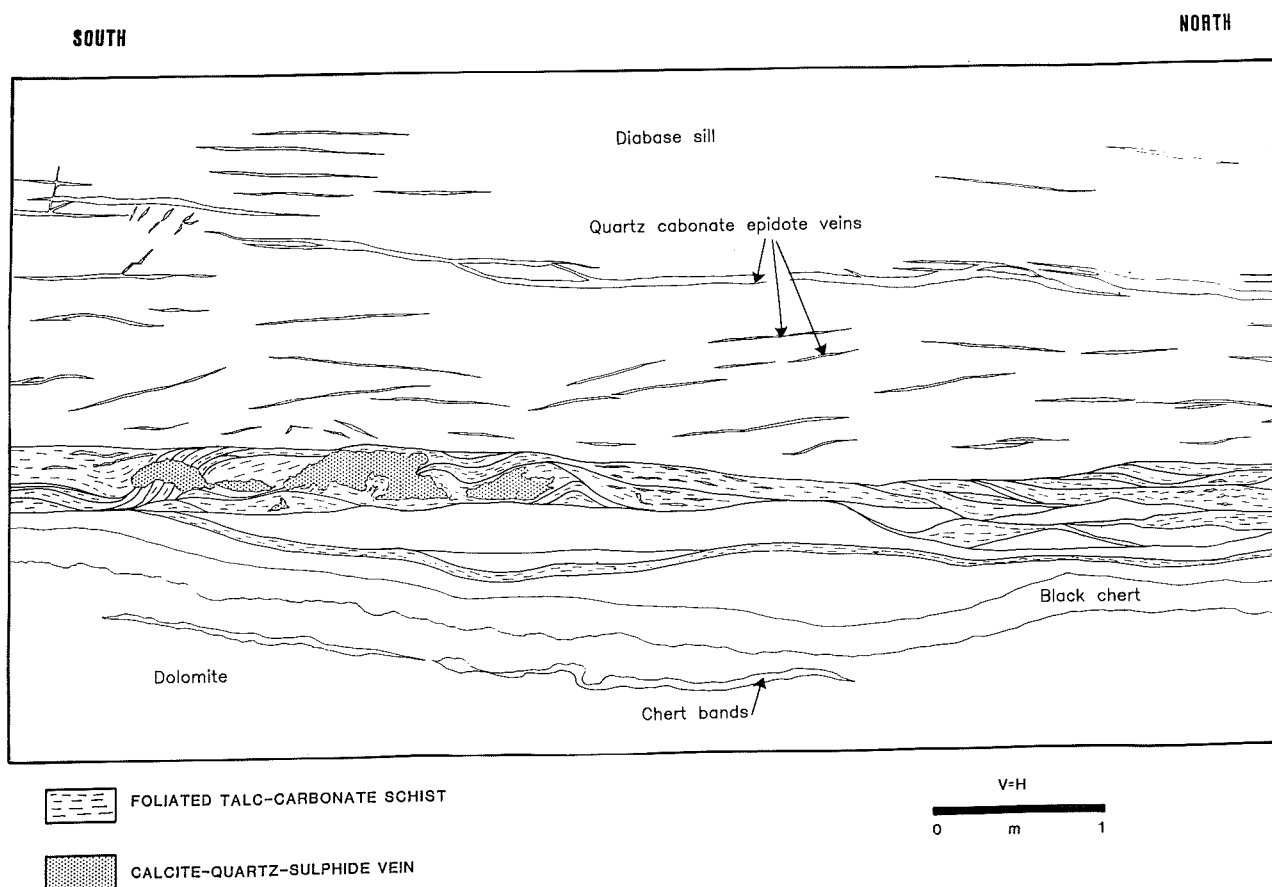 SOUTH
NORTH
Diabase sill
Quartz cabonate epidote veins
Black chert
Dolomite
Chert bands
FOLIATED TALC-CARBONATE SCHIST
V=H
0 m 1
CALCITE-QUARTZ-SULPHIDE VEIN